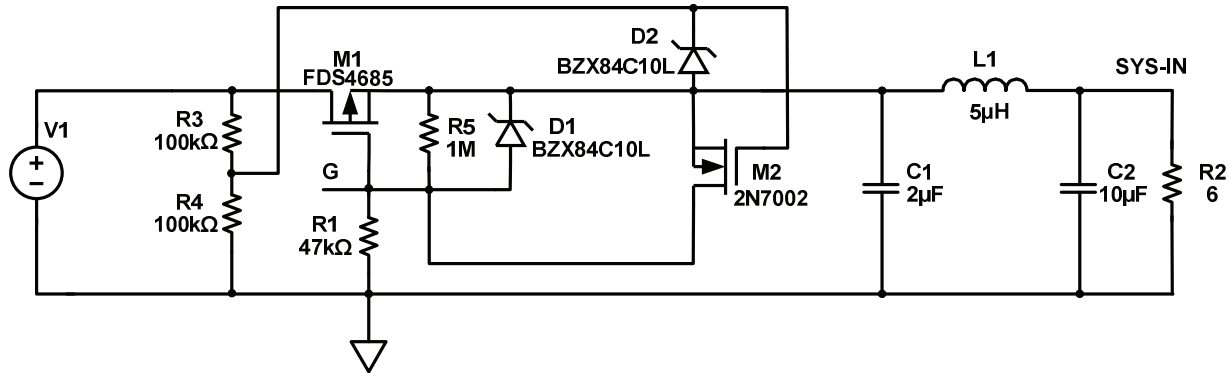 D2
BZX84C10L
M1
FDS4685
L1
5µH
SYS-IN
V1
+
−
R3
100kΩ
R5
1M
D1
BZX84C10L
G
M2
2N7002
R4
100kΩ
R1
47kΩ
C1
2µF
C2
10µF
R2
6